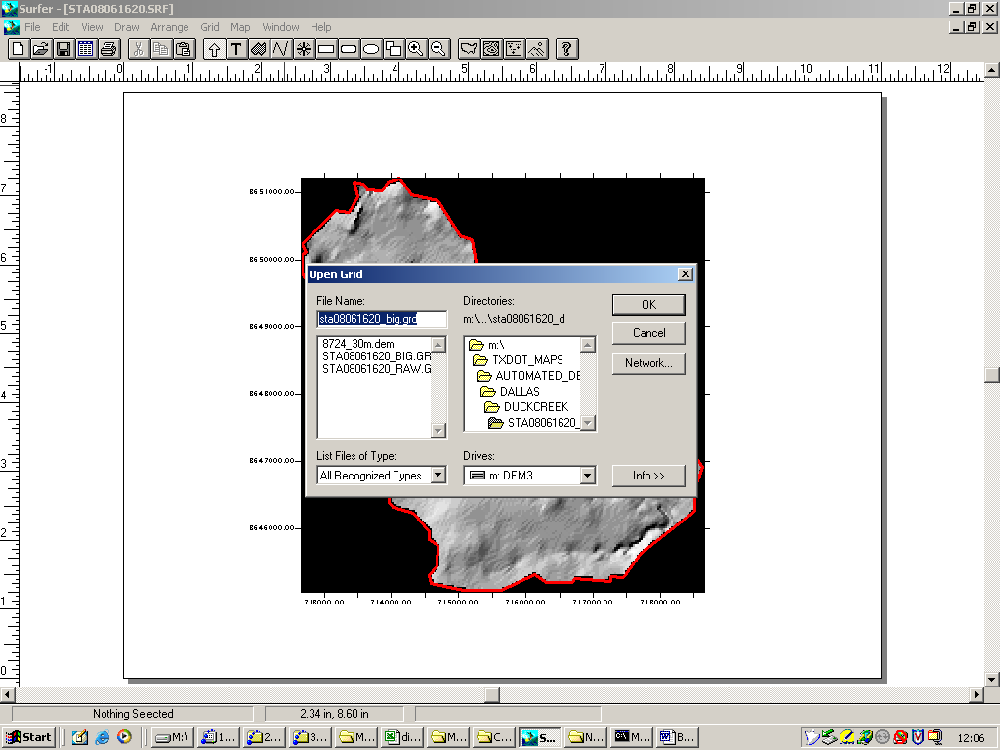 Surfer - [STA08061620.SRF]
File Edit View Draw Arrange Grid Map Window Help
T ?
-1 0 1 2 3 4 5 6 7 8 9 10 11 12
8
7
6
5
4
3
2
1
0
8651000.00
8650000.00
8649000.00
8648000.00
8647000.00
8646000.00
713000.00 714000.00 715000.00 716000.00 717000.00 718000.00
Open Grid
File Name:
sta08061620_big.grd
8724_30m.dem
STA08061620_BIG.GR
STA08061620_RAW.G
List Files of Type:
All Recognized Types
Directories:
m:\...\sta08061620_d
m:\
TXDOT_MAPS
AUTOMATED_DE
DALLAS
DUCKCREEK
STA08061620_
Drives:
m: DEM3
OK
Cancel
Network...
Info >>
Nothing Selected 2.34 in, 8.60 in
Start M:\ 1... 2... 3... M... di... M... C... S... N... M... B... 12:06